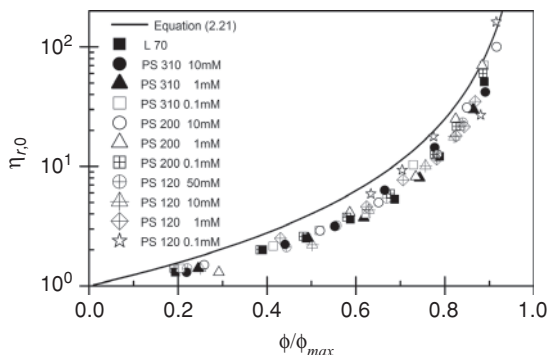 10²
10¹
10⁰
ηr,0
Equation (2.21)
L 70
PS 310 10mM
PS 310 1mM
PS 310 0.1mM
PS 200 10mM
PS 200 1mM
PS 200 0.1mM
PS 120 50mM
PS 120 10mM
PS 120 1mM
PS 120 0.1mM
0.0 0.2 0.4 0.6 0.8 1.0
ϕ/ϕmax